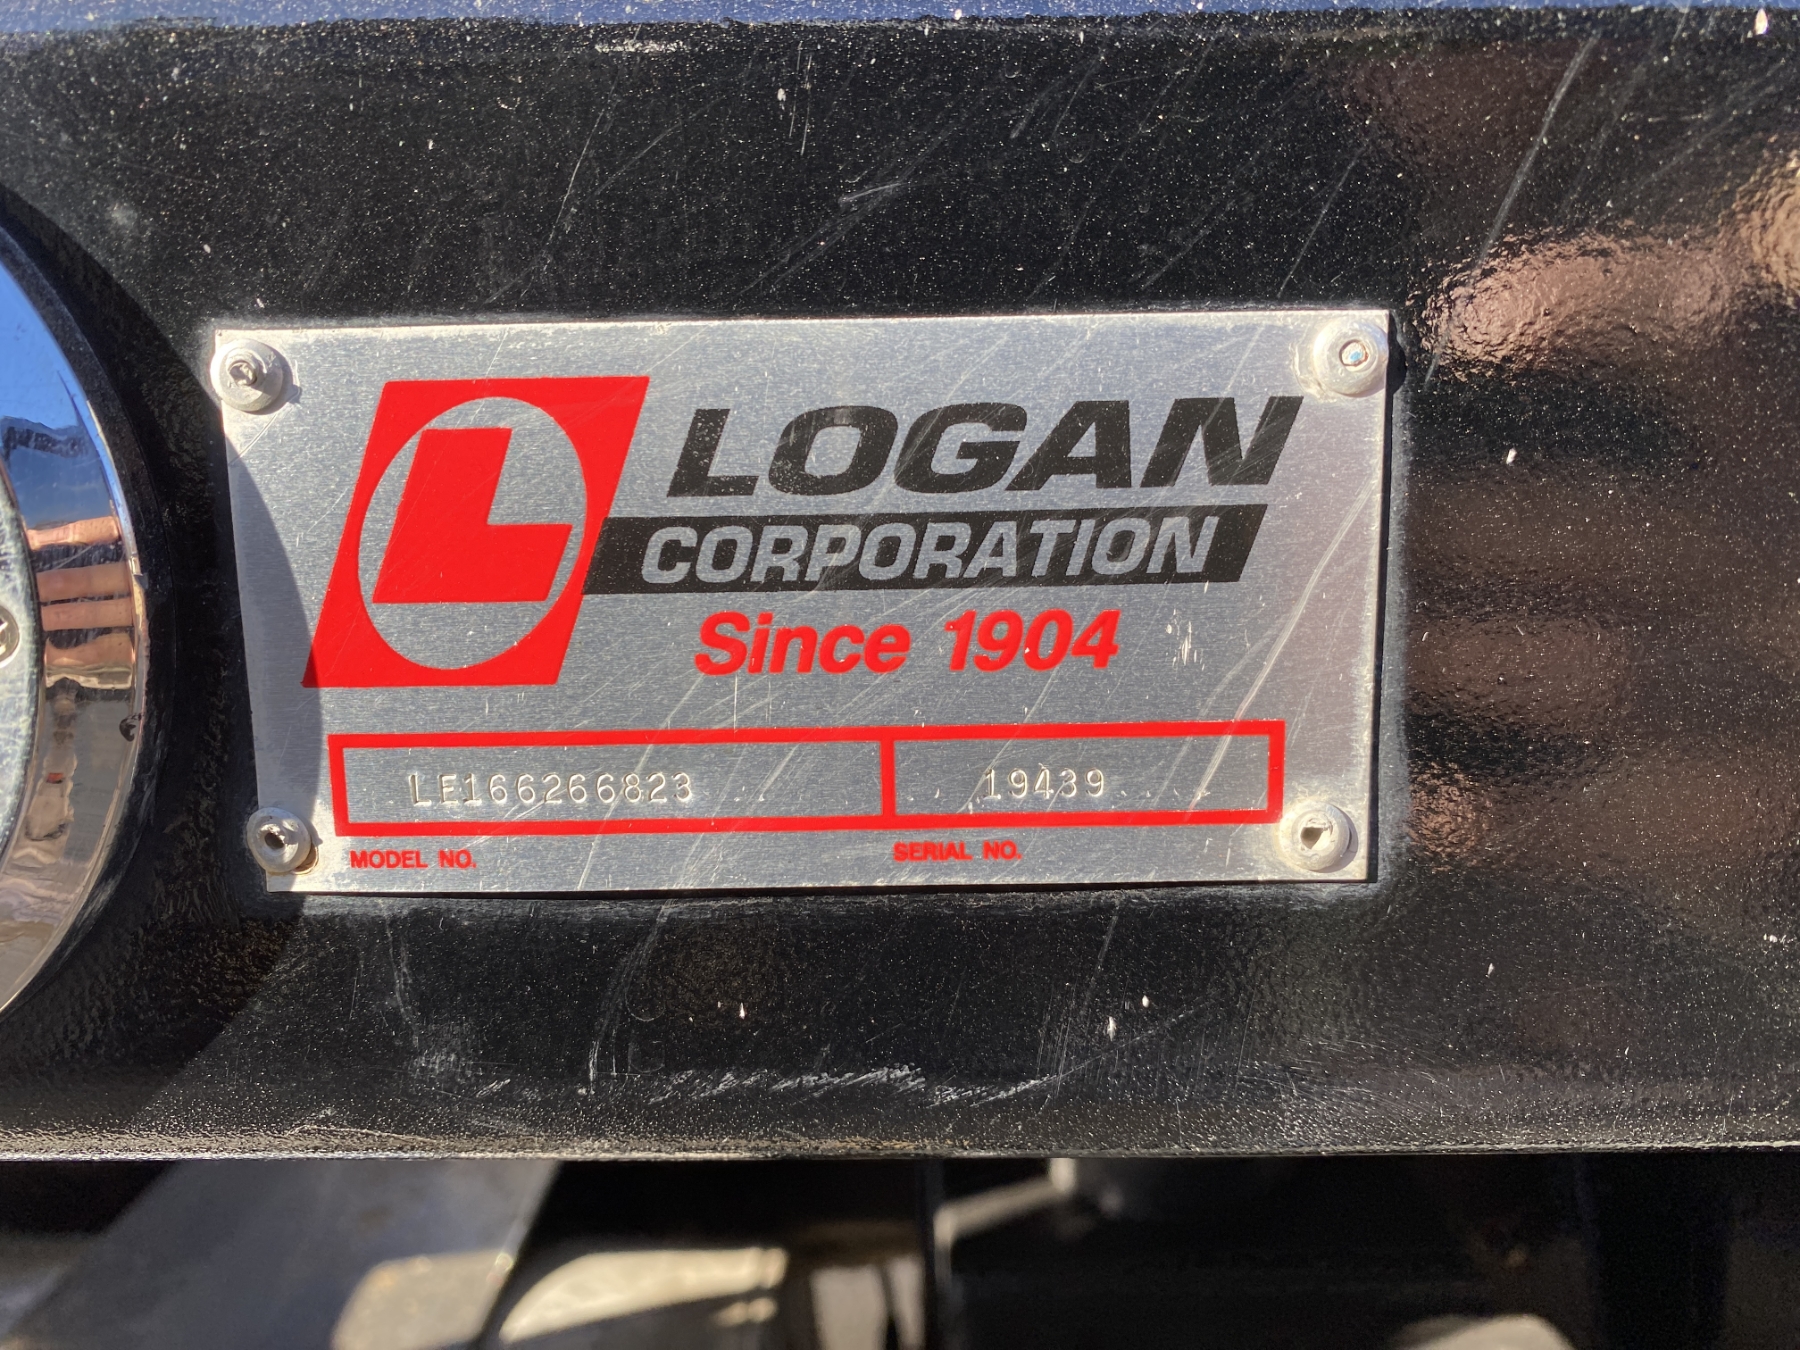 L
LOGAN
CORPORATION
Since 1904
LE166266823 19439
MODEL NO. SERIAL NO.